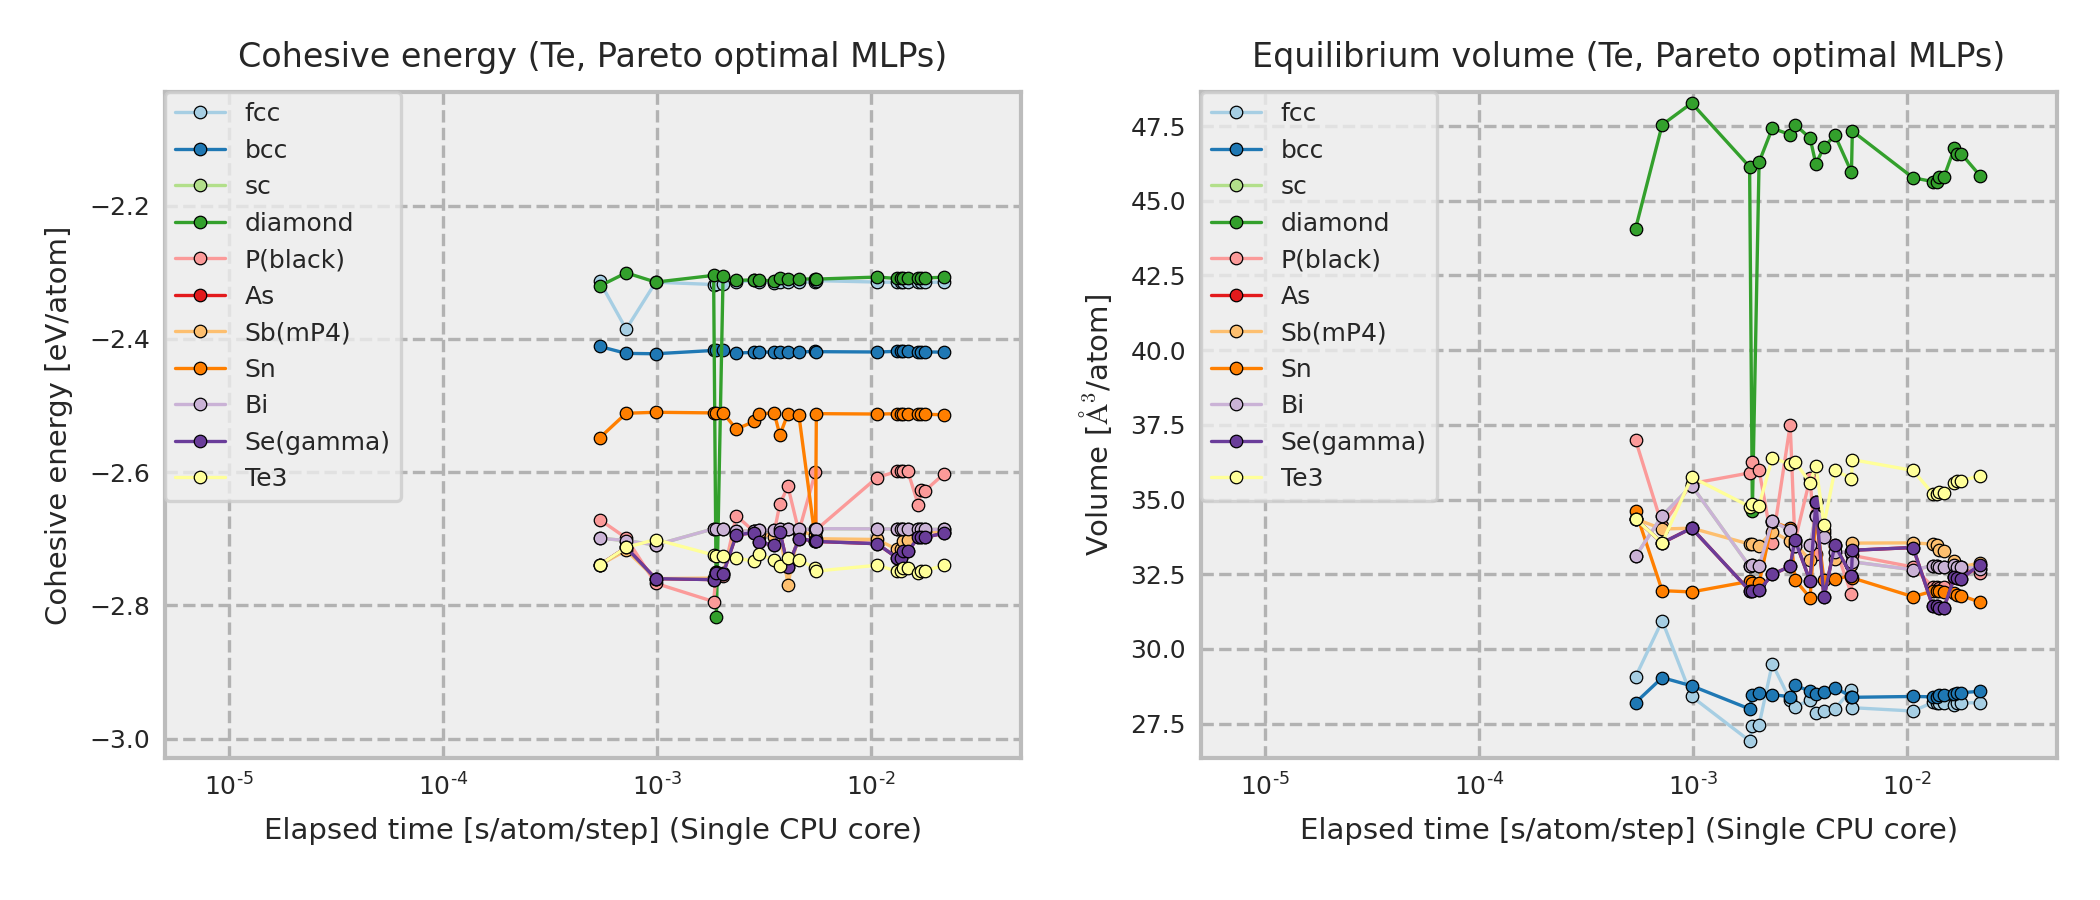 Cohesive energy (Te, Pareto optimal MLPs)
Cohesive energy [eV/atom]
−2.2
−2.4
−2.6
−2.8
−3.0
fcc
bcc
sc
diamond
P(black)
As
Sb(mP4)
Sn
Bi
Se(gamma)
Te3
10⁻⁵
10⁻⁴
10⁻³
10⁻²
Elapsed time [s/atom/step] (Single CPU core)
Equilibrium volume (Te, Pareto optimal MLPs)
Volume [Å³/atom]
47.5
45.0
42.5
40.0
37.5
35.0
32.5
30.0
27.5
fcc
bcc
sc
diamond
P(black)
As
Sb(mP4)
Sn
Bi
Se(gamma)
Te3
10⁻⁵
10⁻⁴
10⁻³
10⁻²
Elapsed time [s/atom/step] (Single CPU core)